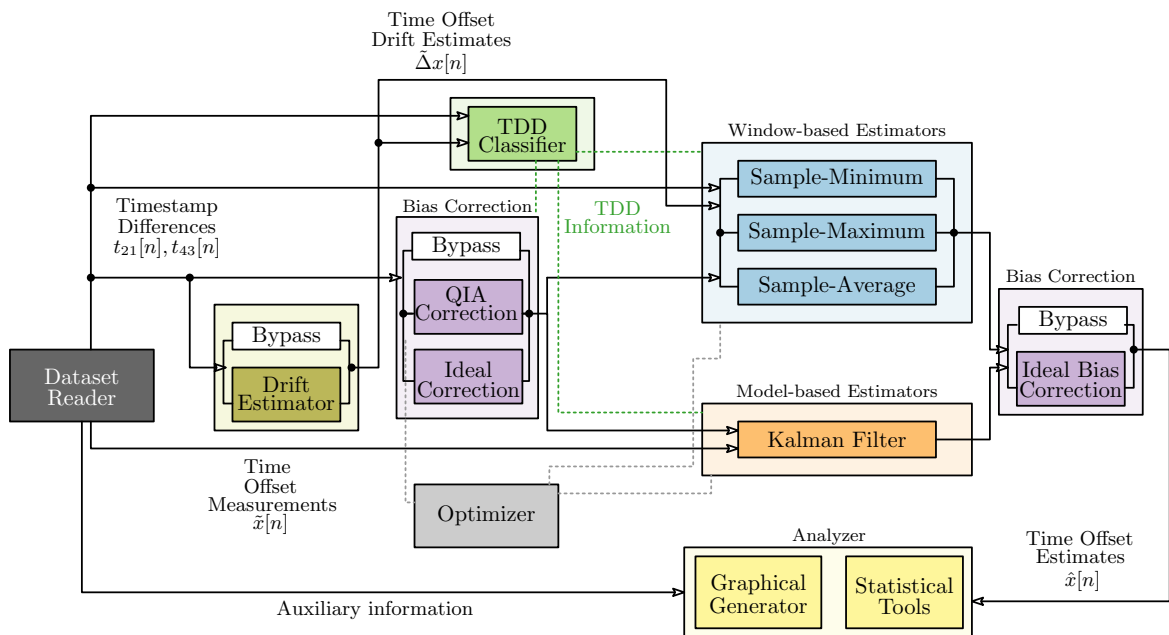 Time Offset
Drift Estimates
Δ̃x[n]
TDD
Classifier
Window-based Estimators
Sample-Minimum
Sample-Maximum
Sample-Average
TDD
Information
Timestamp
Differences
t₂₁[n], t₄₃[n]
Bias Correction
Bypass
QIA
Correction
Ideal
Correction
Bypass
Drift
Estimator
Dataset
Reader
Bias Correction
Bypass
Ideal Bias
Correction
Model-based Estimators
Kalman Filter
Time
Offset
Measurements
x̃[n]
Optimizer
Analyzer
Graphical
Generator
Statistical
Tools
Time Offset
Estimates
x̂[n]
Auxiliary information